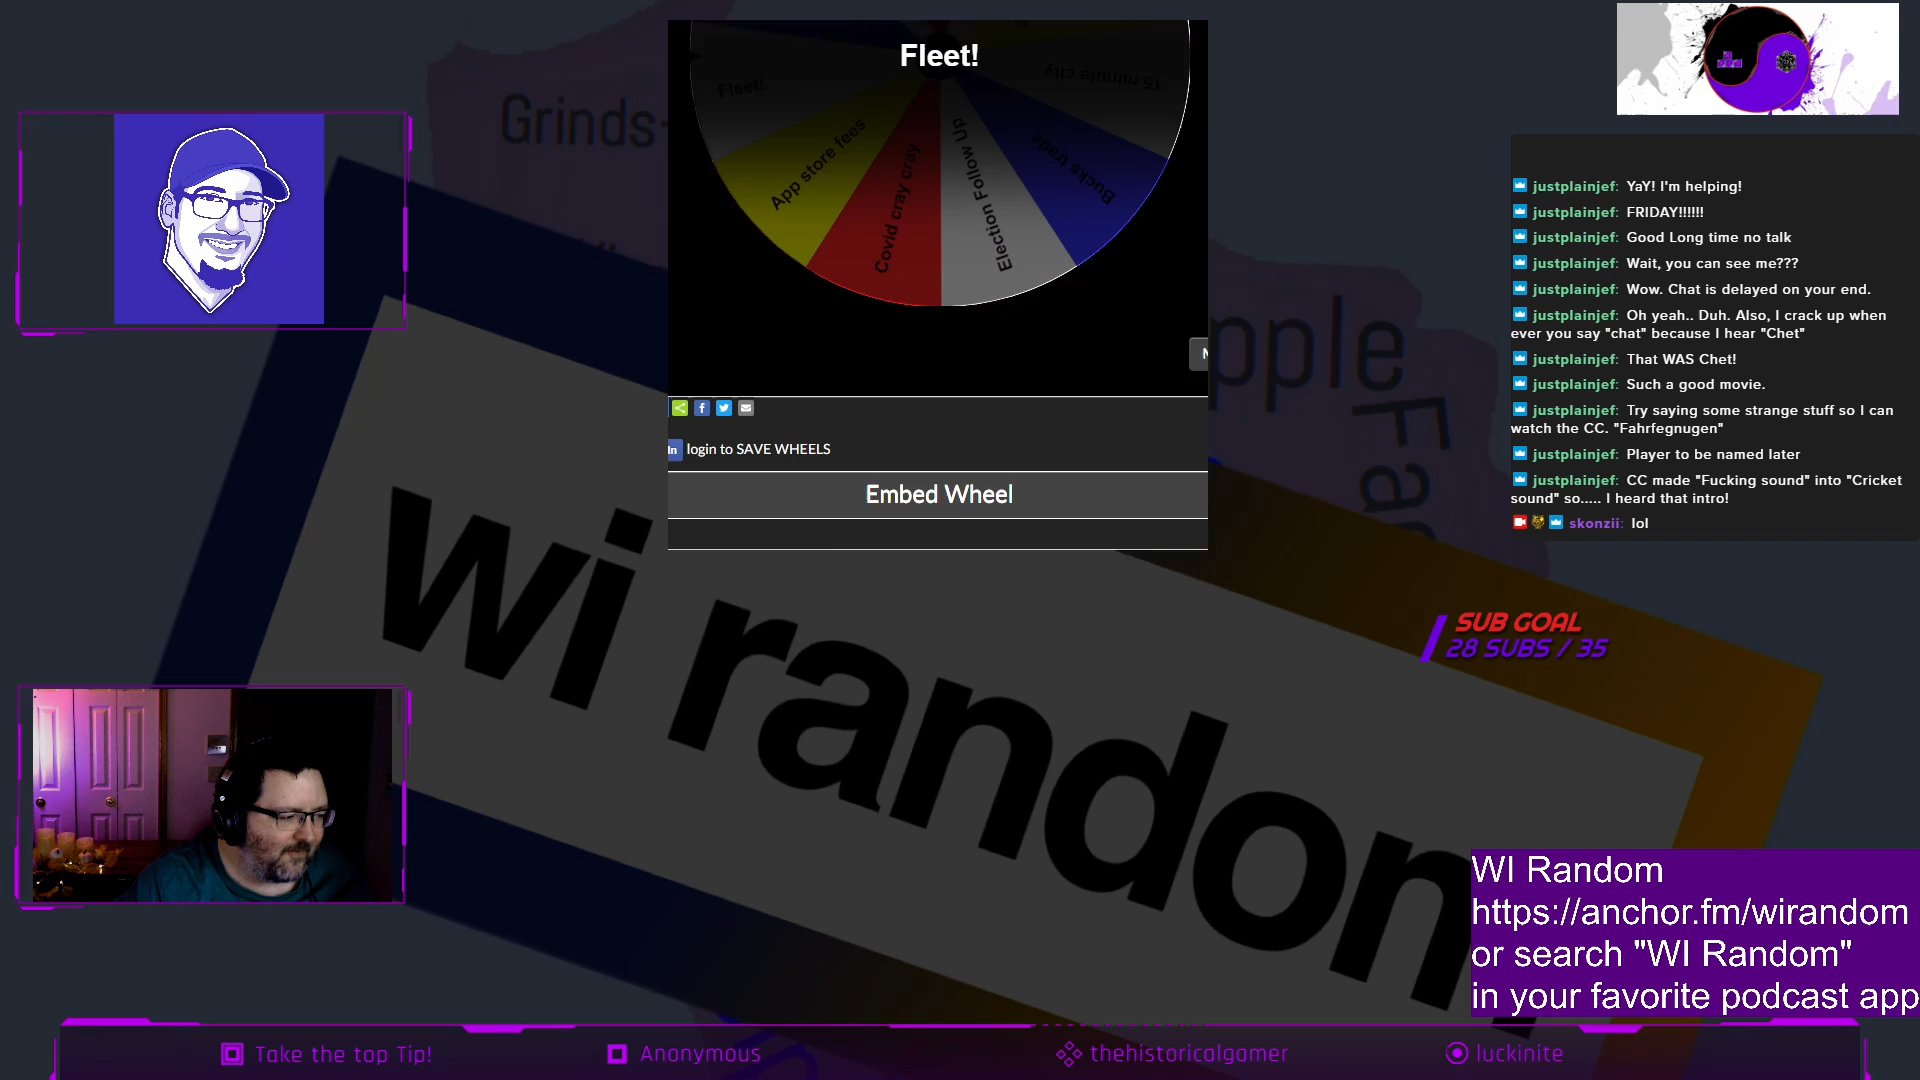 Fleet!
Fleet!
15 minute city
App store fees
Covid cray cray
Election Follow Up
Bucks trade
Grinds-
pple
Fac
in login to SAVE WHEELS
Embed Wheel
wi random
justplainjef: YaY! I'm helping!
justplainjef: FRIDAY!!!!!!
justplainjef: Good Long time no talk
justplainjef: Wait, you can see me???
justplainjef: Wow. Chat is delayed on your end.
justplainjef: Oh yeah.. Duh. Also, I crack up when
ever you say "chat" because I hear "Chet"
justplainjef: That WAS Chet!
justplainjef: Such a good movie.
justplainjef: Try saying some strange stuff so I can
watch the CC. "Fahrfegnugen"
justplainjef: Player to be named later
justplainjef: CC made "Fucking sound" into "Cricket
sound" so..... I heard that intro!
skonzii: lol
SUB GOAL
28 SUBS / 35
WI Random
https://anchor.fm/wirandom
or search "WI Random"
in your favorite podcast app
Take the top Tip!
Anonymous
thehistoricalgamer
luckinite